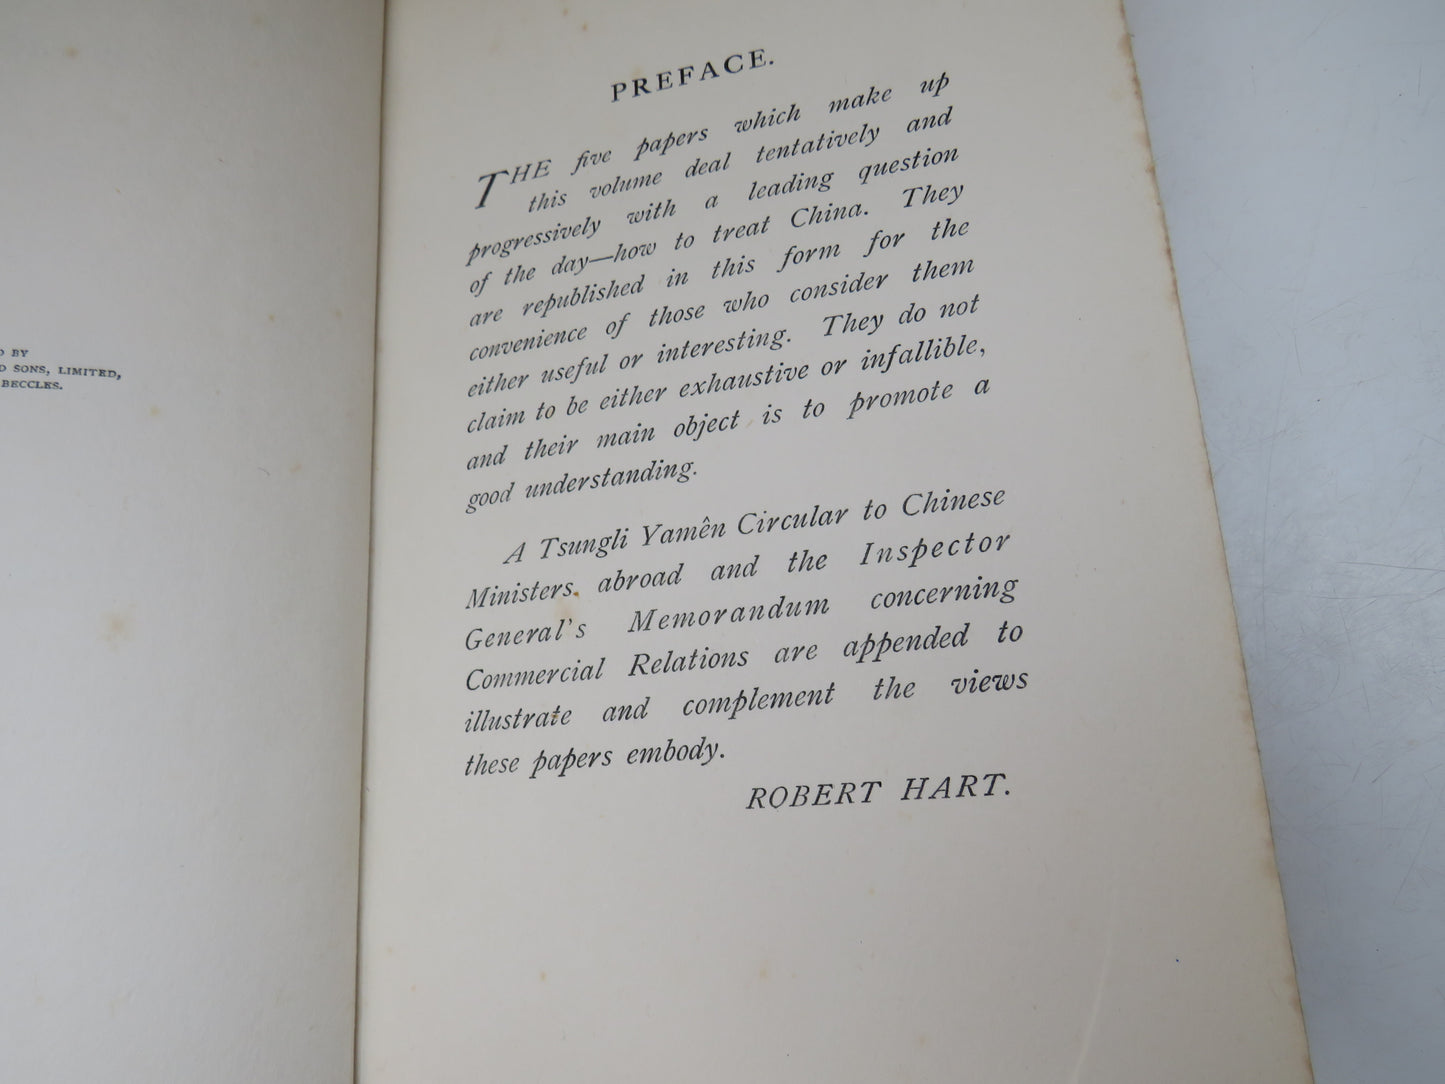 D BY
D SONS, LIMITED,
BECCLES.
PREFACE.
THE five papers which make up
this volume deal tentatively and
progressively with a leading question
of the day—how to treat China. They
are republished in this form for the
convenience of those who consider them
either useful or interesting. They do not
claim to be either exhaustive or infallible,
and their main object is to promote a
good understanding.
A Tsungli Yamên Circular to Chinese
Ministers abroad and the Inspector
General's Memorandum concerning
Commercial Relations are appended to
illustrate and complement the views
these papers embody.
ROBERT HART.